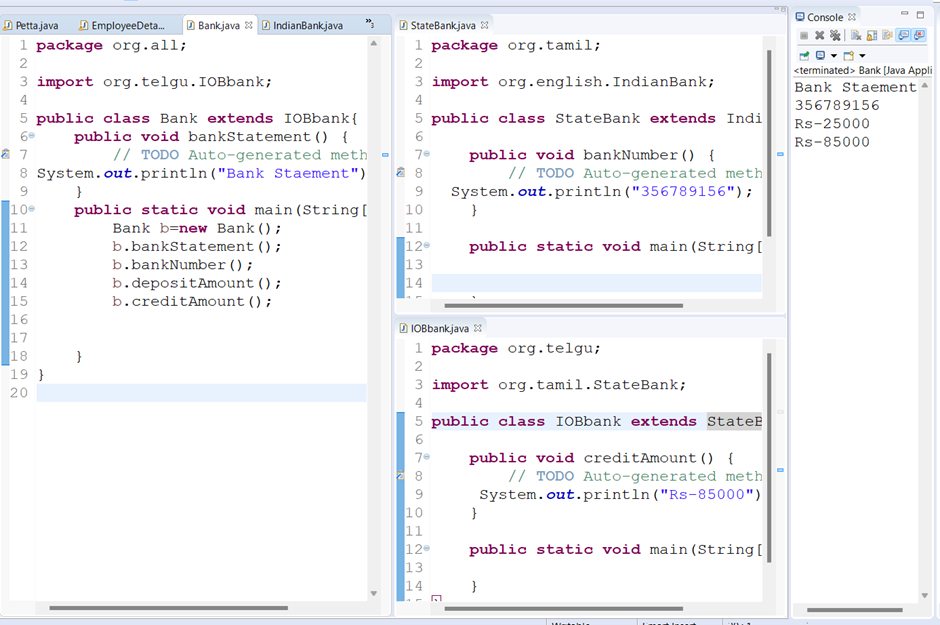 Petta.java EmployeeDeta... Bank.java IndianBank.java »3
1 package org.all;
2
3 import org.telgu.IOBbank;
4
5 public class Bank extends IOBbank{
6 public void bankStatement() {
7 // TODO Auto-generated meth
8 System.out.println("Bank Staement")
9 }
10 public static void main(String[
11 Bank b=new Bank();
12 b.bankStatement();
13 b.bankNumber();
14 b.depositAmount();
15 b.creditAmount();
16
17
18 }
19 }
20
StateBank.java
1 package org.tamil;
2
3 import org.english.IndianBank;
4
5 public class StateBank extends Indi
6
7 public void bankNumber() {
8 // TODO Auto-generated meth
9 System.out.println("356789156");
10 }
11
12 public static void main(String[
13
14
IOBbank.java
1 package org.telgu;
2
3 import org.tamil.StateBank;
4
5 public class IOBbank extends StateB
6
7 public void creditAmount() {
8 // TODO Auto-generated meth
9 System.out.println("Rs-85000")
10 }
11
12 public static void main(String[
13
14 }
Console
<terminated> Bank [Java Appli
Bank Staement
356789156
Rs-25000
Rs-85000